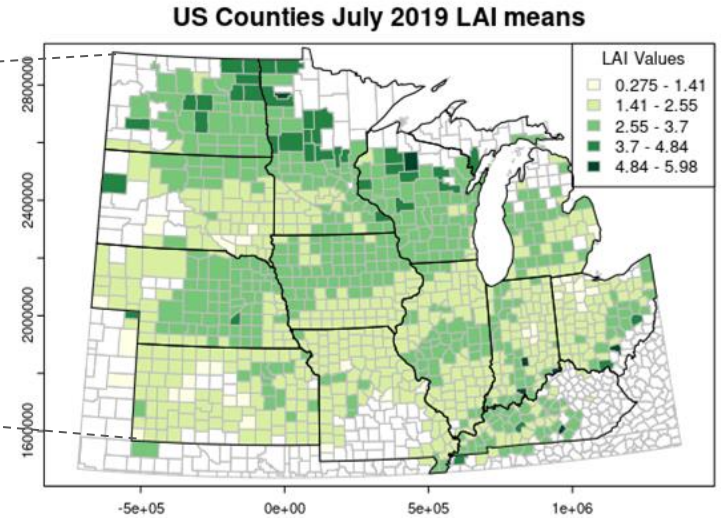 US Counties July 2019 LAI means
LAI Values
0.275 - 1.41
1.41 - 2.55
2.55 - 3.7
3.7 - 4.84
4.84 - 5.98
2800000
2400000
2000000
1600000
-5e+05
0e+00
5e+05
1e+06